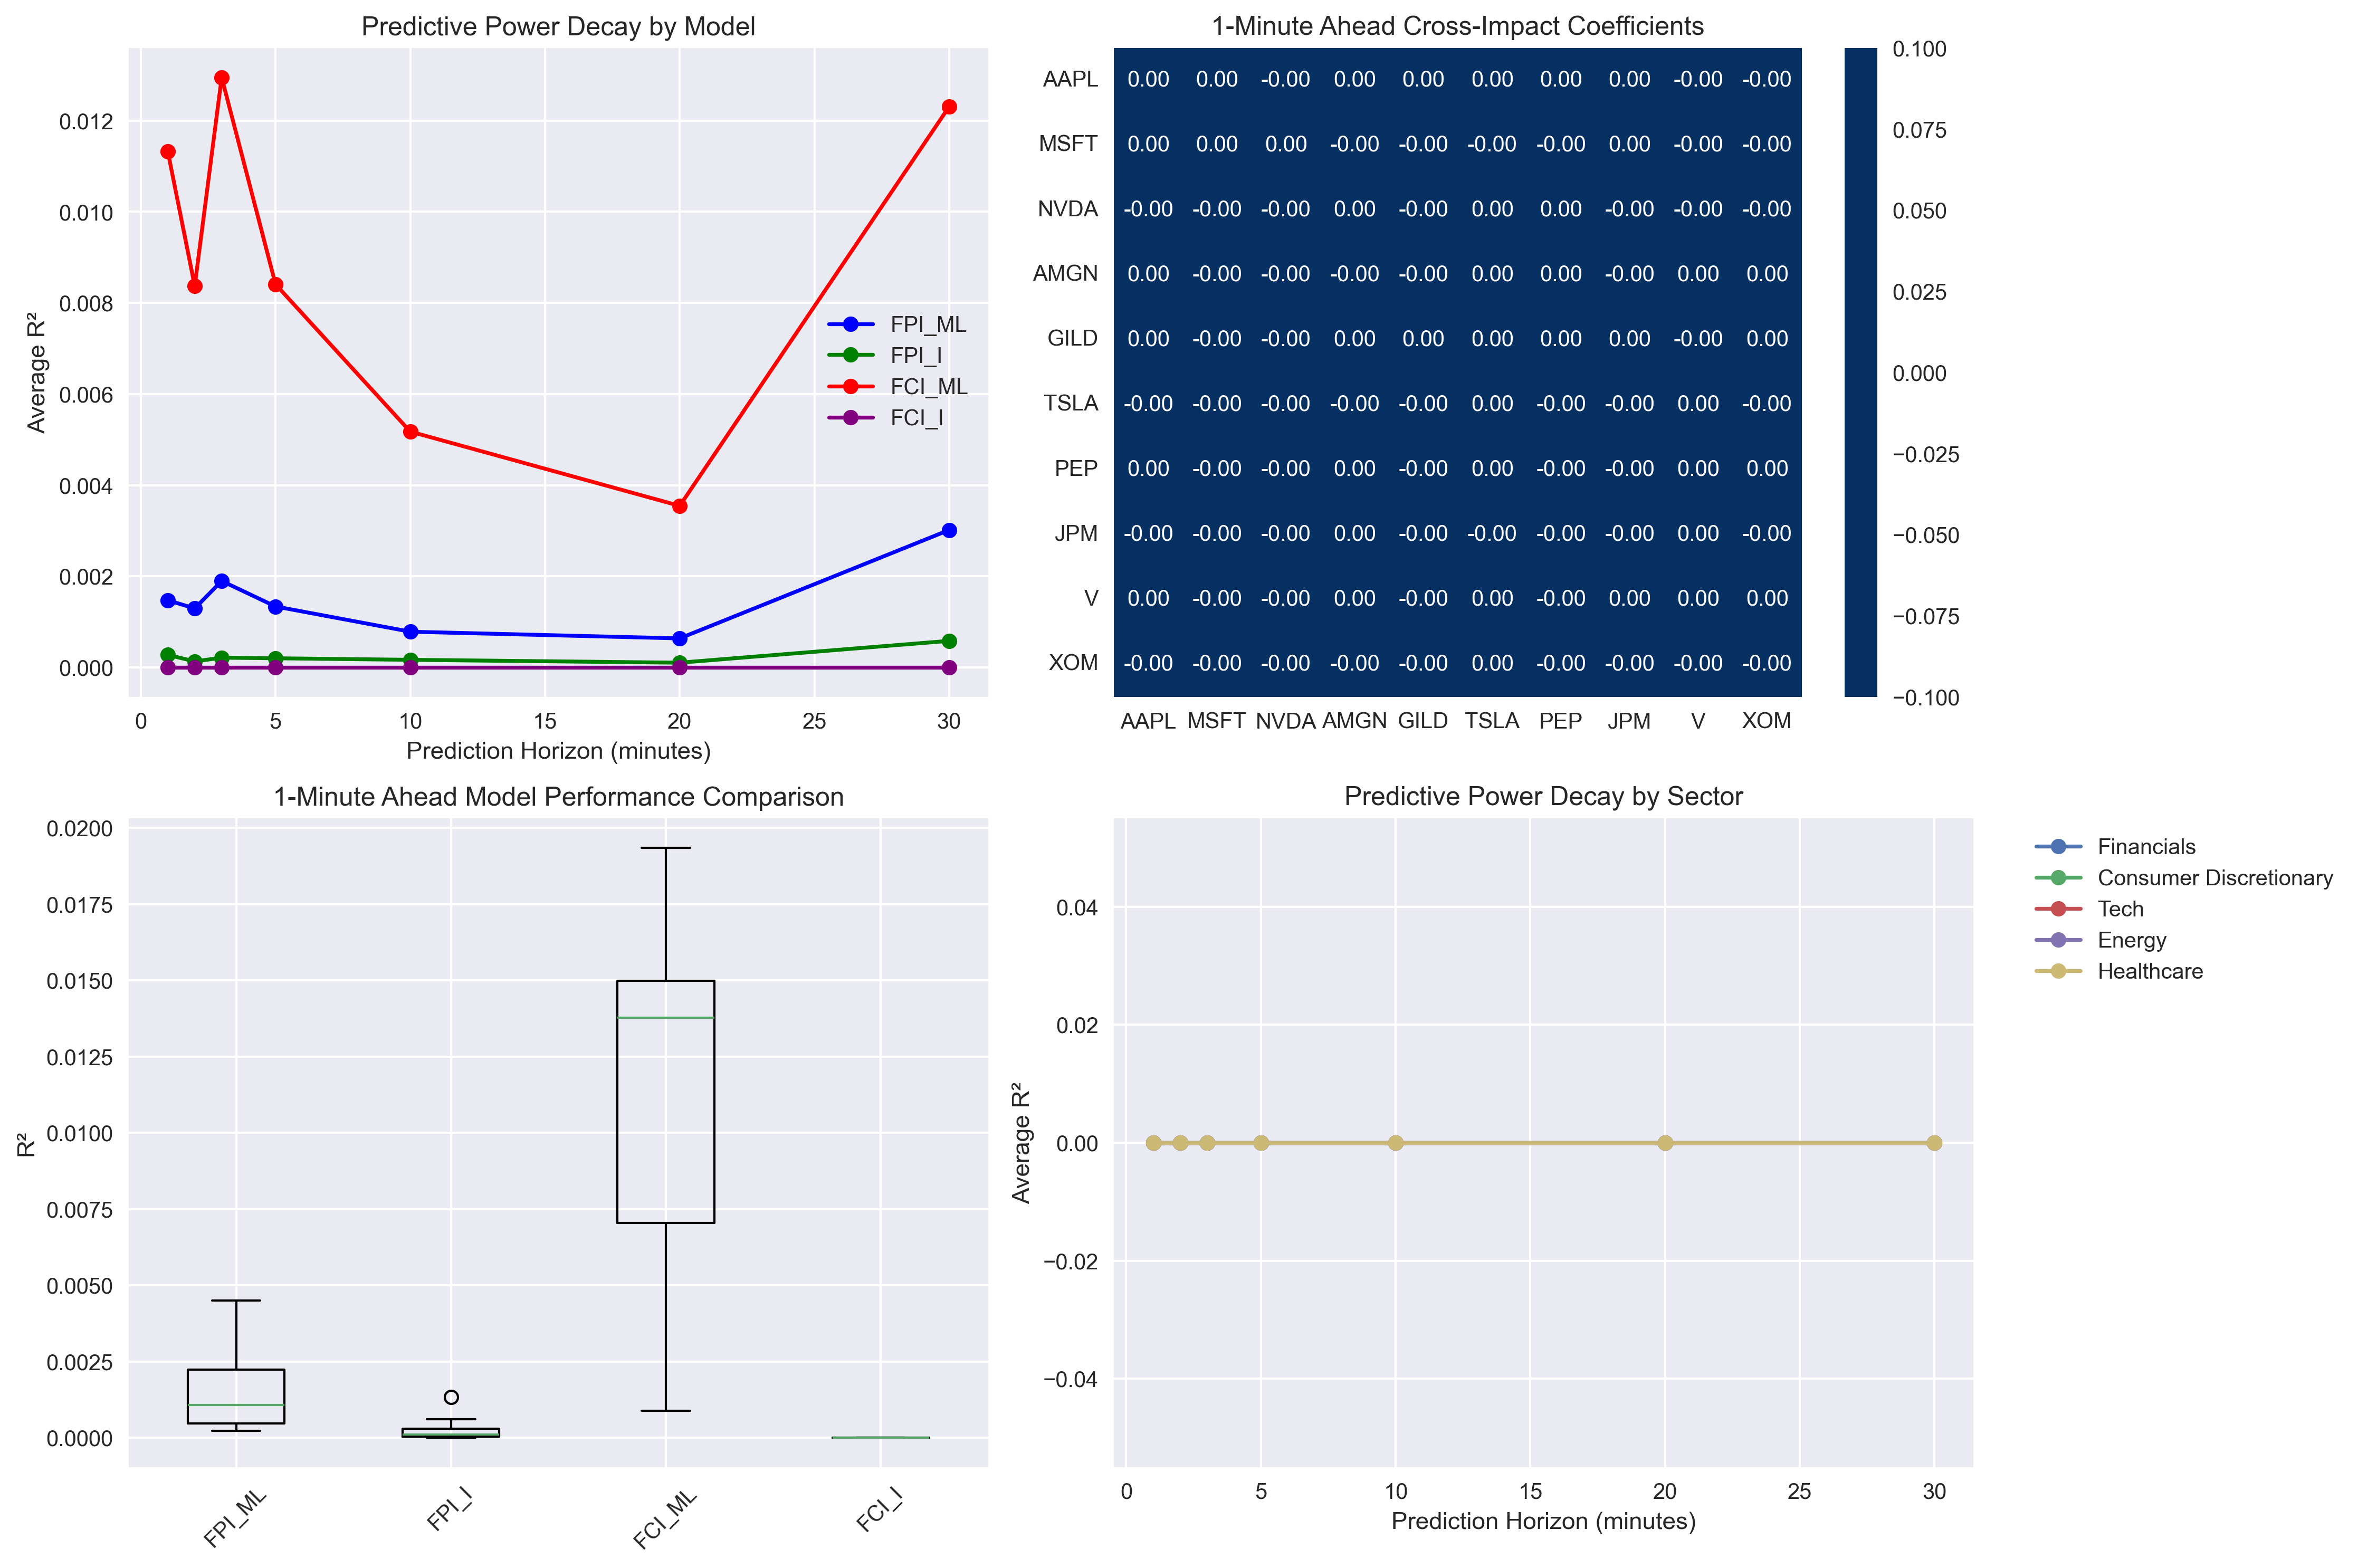 Predictive Power Decay by Model
Average R²
0.012
0.010
0.008
0.006
0.004
0.002
0.000
FPI_ML
FPI_I
FCI_ML
FCI_I
0 5 10 15 20 25 30
Prediction Horizon (minutes)
1-Minute Ahead Cross-Impact Coefficients
AAPL 0.00 0.00 -0.00 0.00 0.00 0.00 0.00 0.00 -0.00 -0.00
MSFT 0.00 0.00 0.00 -0.00 -0.00 -0.00 -0.00 0.00 -0.00 -0.00
NVDA -0.00 -0.00 -0.00 0.00 -0.00 0.00 0.00 -0.00 -0.00 -0.00
AMGN 0.00 -0.00 -0.00 -0.00 -0.00 0.00 0.00 -0.00 0.00 0.00
GILD 0.00 -0.00 -0.00 0.00 0.00 0.00 0.00 0.00 -0.00 0.00
TSLA -0.00 -0.00 -0.00 -0.00 -0.00 0.00 -0.00 -0.00 0.00 -0.00
PEP 0.00 -0.00 -0.00 0.00 -0.00 0.00 -0.00 -0.00 0.00 0.00
JPM -0.00 -0.00 -0.00 0.00 -0.00 -0.00 -0.00 -0.00 0.00 -0.00
V 0.00 -0.00 -0.00 0.00 -0.00 0.00 -0.00 0.00 0.00 0.00
XOM -0.00 -0.00 -0.00 -0.00 -0.00 0.00 -0.00 -0.00 -0.00 -0.00
AAPL MSFT NVDA AMGN GILD TSLA PEP JPM V XOM
0.100
0.075
0.050
0.025
0.000
−0.025
−0.050
−0.075
−0.100
1-Minute Ahead Model Performance Comparison
R²
0.0200
0.0175
0.0150
0.0125
0.0100
0.0075
0.0050
0.0025
0.0000
FPI_ML FPI_I FCI_ML FCI_I
Predictive Power Decay by Sector
Average R²
0.04
0.02
0.00
−0.02
−0.04
0 5 10 15 20 25 30
Prediction Horizon (minutes)
Financials
Consumer Discretionary
Tech
Energy
Healthcare